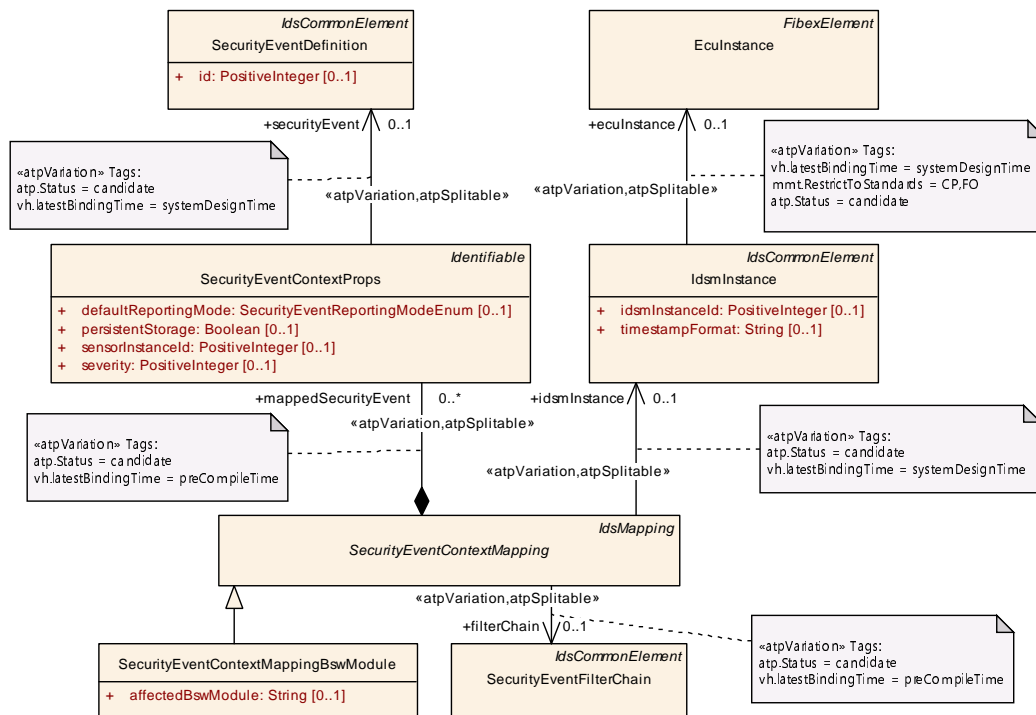 IdsCommonElement
SecurityEventDefinition
+ id: PositiveInteger [0..1]
FibexElement
EcuInstance
+securityEvent 0..1
+ecuInstance 0..1
«atpVariation» Tags:
atp.Status = candidate
vh.latestBindingTime = systemDesignTime
«atpVariation,atpSplitable»
«atpVariation,atpSplitable»
«atpVariation» Tags:
vh.latestBindingTime = systemDesignTime
mmt.RestrictToStandards = CP,FO
atp.Status = candidate
Identifiable
SecurityEventContextProps
+ defaultReportingMode: SecurityEventReportingModeEnum [0..1]
+ persistentStorage: Boolean [0..1]
+ sensorInstanceId: PositiveInteger [0..1]
+ severity: PositiveInteger [0..1]
IdsCommonElement
IdsmInstance
+ idsmInstanceId: PositiveInteger [0..1]
+ timestampFormat: String [0..1]
+mappedSecurityEvent 0..*
+idsmInstance 0..1
«atpVariation,atpSplitable»
«atpVariation» Tags:
atp.Status = candidate
vh.latestBindingTime = preCompileTime
«atpVariation,atpSplitable»
«atpVariation» Tags:
atp.Status = candidate
vh.latestBindingTime = systemDesignTime
IdsMapping
SecurityEventContextMapping
«atpVariation,atpSplitable»
+filterChain 0..1
«atpVariation» Tags:
atp.Status = candidate
vh.latestBindingTime = preCompileTime
SecurityEventContextMappingBswModule
+ affectedBswModule: String [0..1]
IdsCommonElement
SecurityEventFilterChain